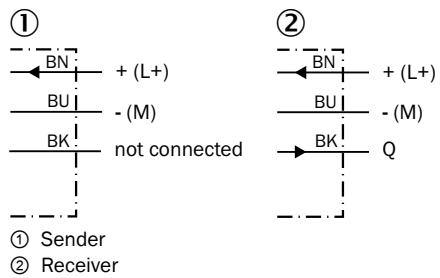 ① ②
BN + (L+) BN + (L+)
BU - (M) BU - (M)
BK not connected BK Q
① Sender
② Receiver